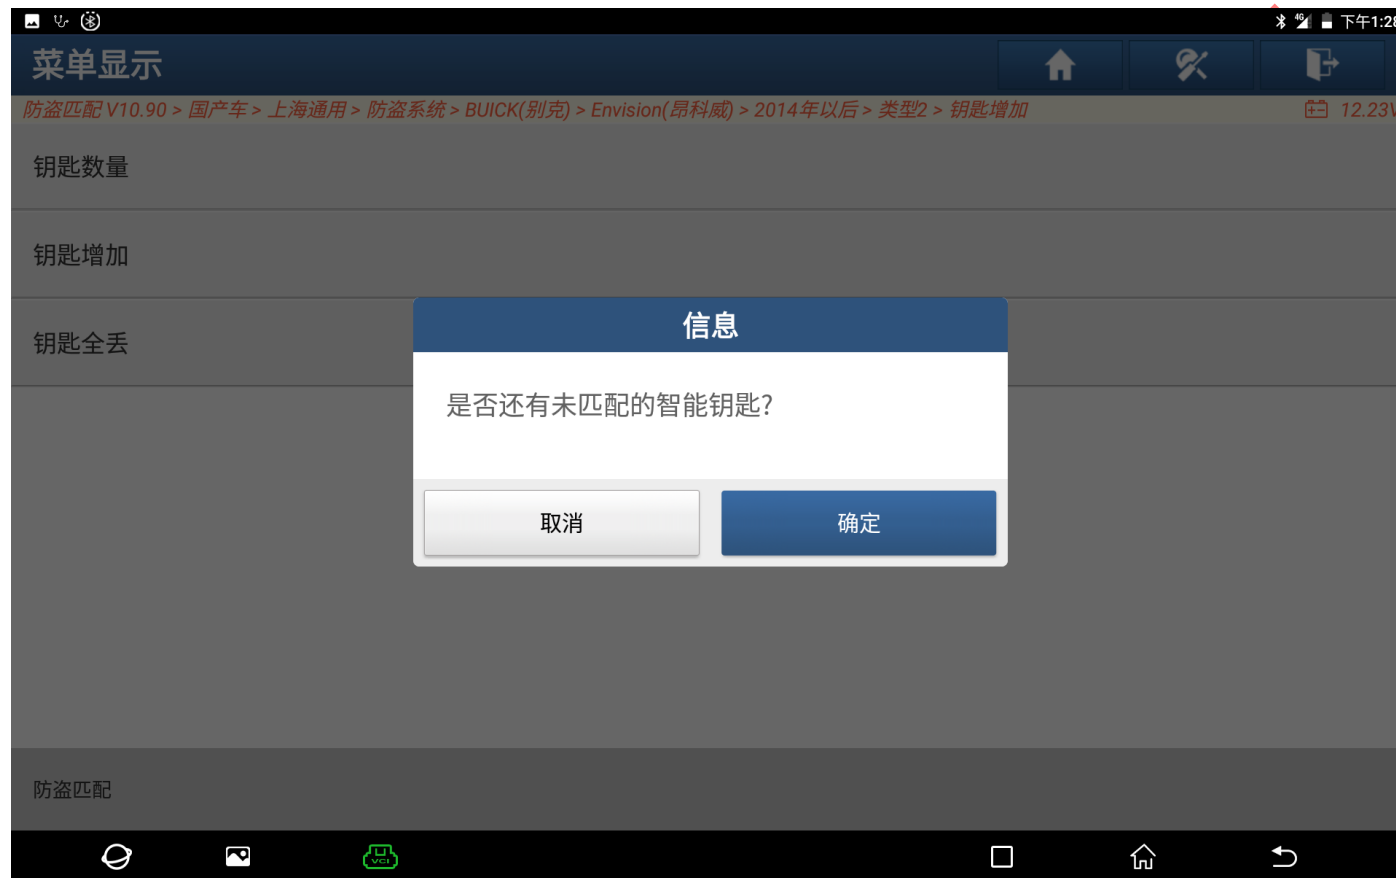 4G 下午1:28
菜单显示
防盗匹配 V10.90 > 国产车 > 上海通用 > 防盗系统 > BUICK(别克) > Envision(昂科威) > 2014年以后 > 类型2 > 钥匙增加 12.23V
钥匙数量
钥匙增加
钥匙全丢
信息
是否还有未匹配的智能钥匙?
取消 确定
防盗匹配
VCI